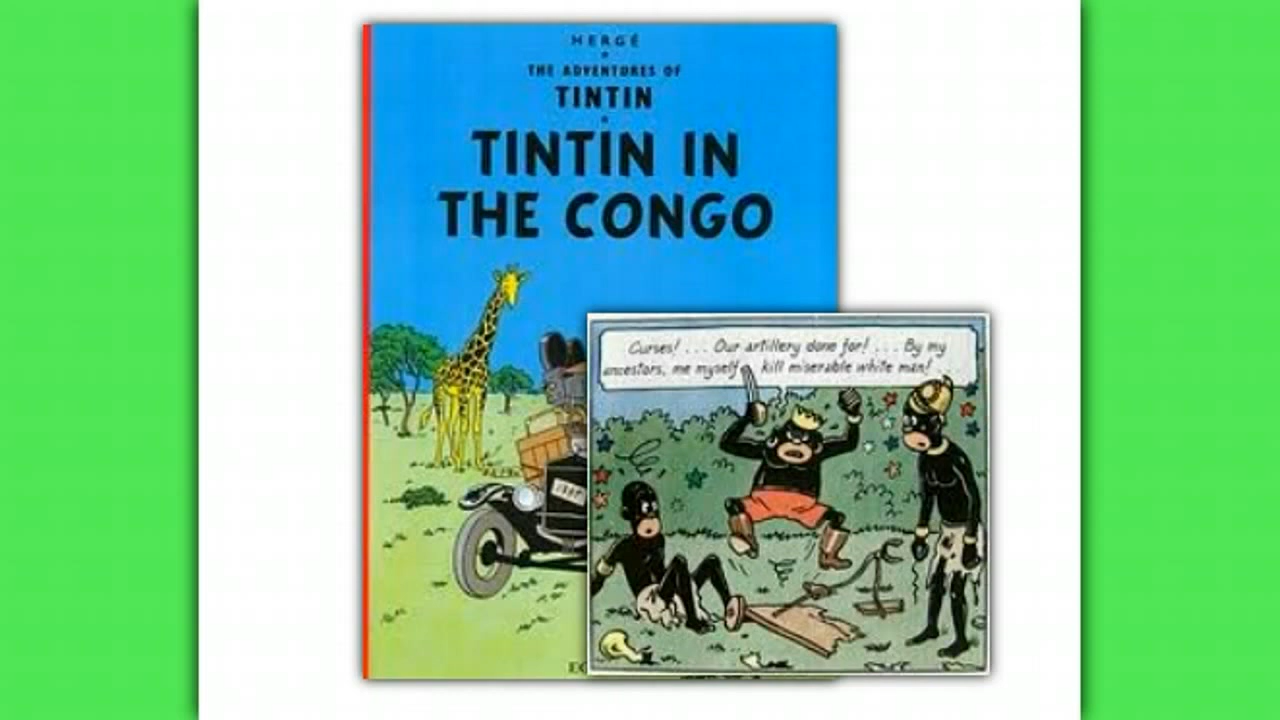 HERGÉ
THE ADVENTURES OF
TINTIN
TINTIN IN
THE CONGO
Curses! . . . Our artillery done for! . . . By my
ancestors, me myself kill miserable white man!